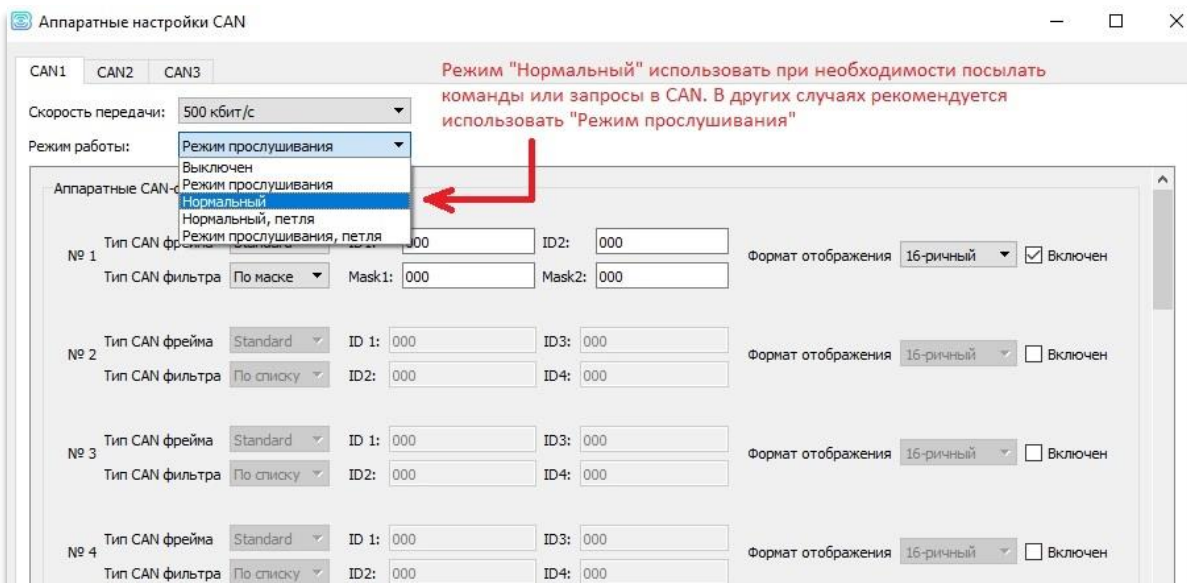 Аппаратные настройки CAN
CAN1 CAN2 CAN3
Режим "Нормальный" использовать при необходимости посылать
команды или запросы в CAN. В других случаях рекомендуется
использовать "Режим прослушивания"
Скорость передачи: 500 кбит/с
Режим работы: Режим прослушивания
Выключен
Режим прослушивания
Нормальный
Нормальный, петля
Режим прослушивания, петля
Аппаратные CAN-
№ 1
Тип CAN 000 ID2: 000
Тип CAN фильтра По маске Mask1: 000 Mask2: 000
Формат отображения 16-ричный Включен
№ 2
Тип CAN фрейма Standard ID 1: 000 ID3: 000
Тип CAN фильтра По списку ID2: 000 ID4: 000
Формат отображения 16-ричный Включен
№ 3
Тип CAN фрейма Standard ID 1: 000 ID3: 000
Тип CAN фильтра По списку ID2: 000 ID4: 000
Формат отображения 16-ричный Включен
№ 4
Тип CAN фрейма Standard ID 1: 000 ID3: 000
Тип CAN фильтра По списку ID2: 000 ID4: 000
Формат отображения 16-ричный Включен